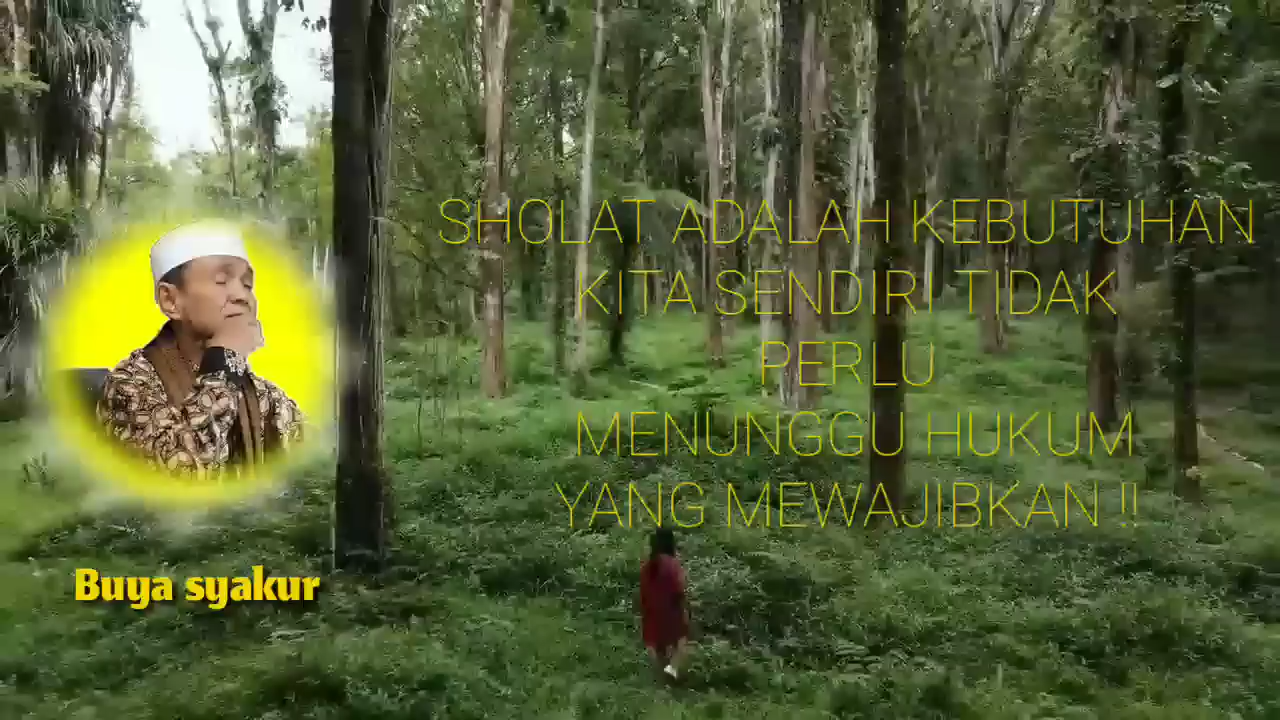 SHOLAT ADALAH KEBUTUHAN
KITA SENDIRI TIDAK
PERLU
MENUNGGU HUKUM
YANG MEWAJIBKAN !!
Buya syakur